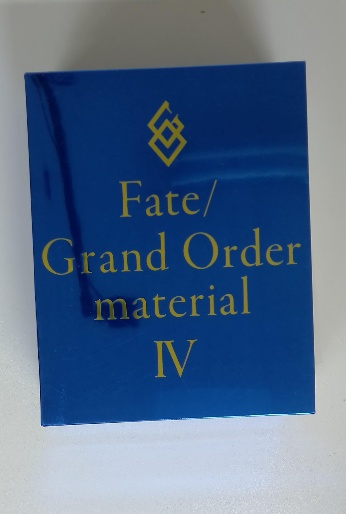 Fate/
Grand Order
material
IV